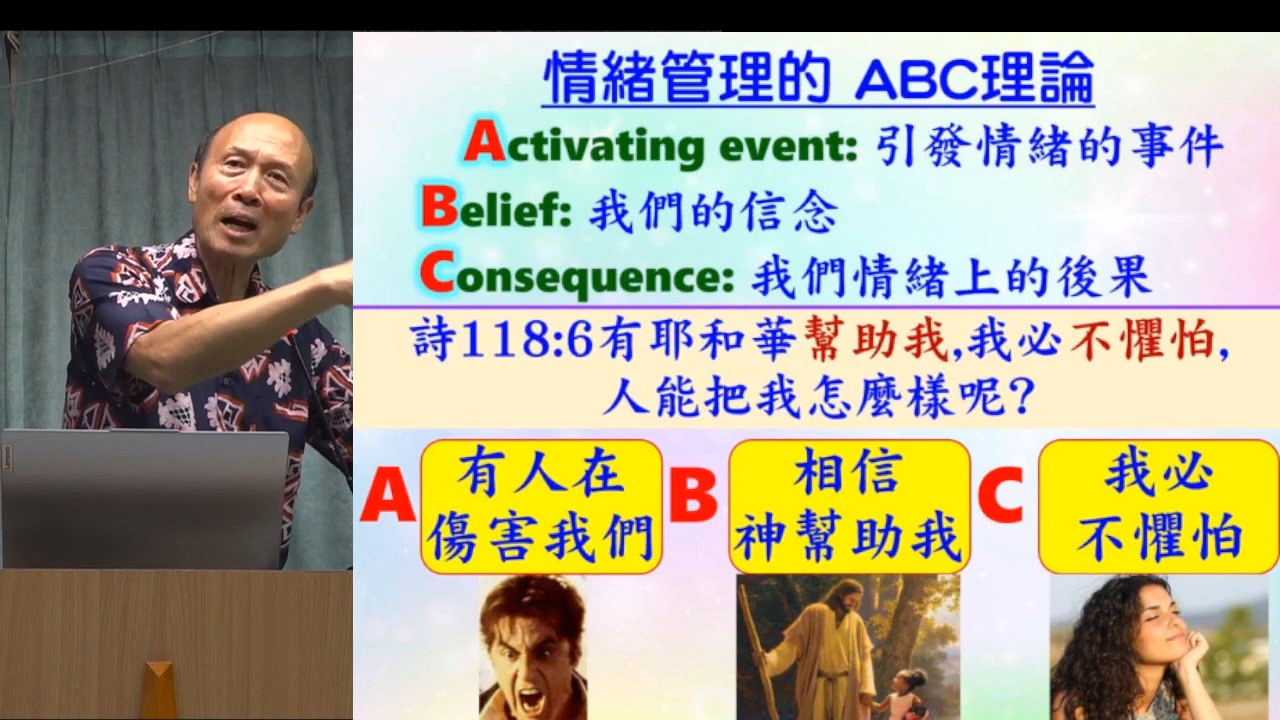 情緒管理的 ABC理論
Activating event: 引發情緒的事件
Belief: 我們的信念
Consequence: 我們情緒上的後果
詩118:6有耶和華幫助我,我必不懼怕,
人能把我怎麼樣呢?
A 有人在
傷害我們
B 相信
神幫助我
C 我必
不懼怕
Lenovo